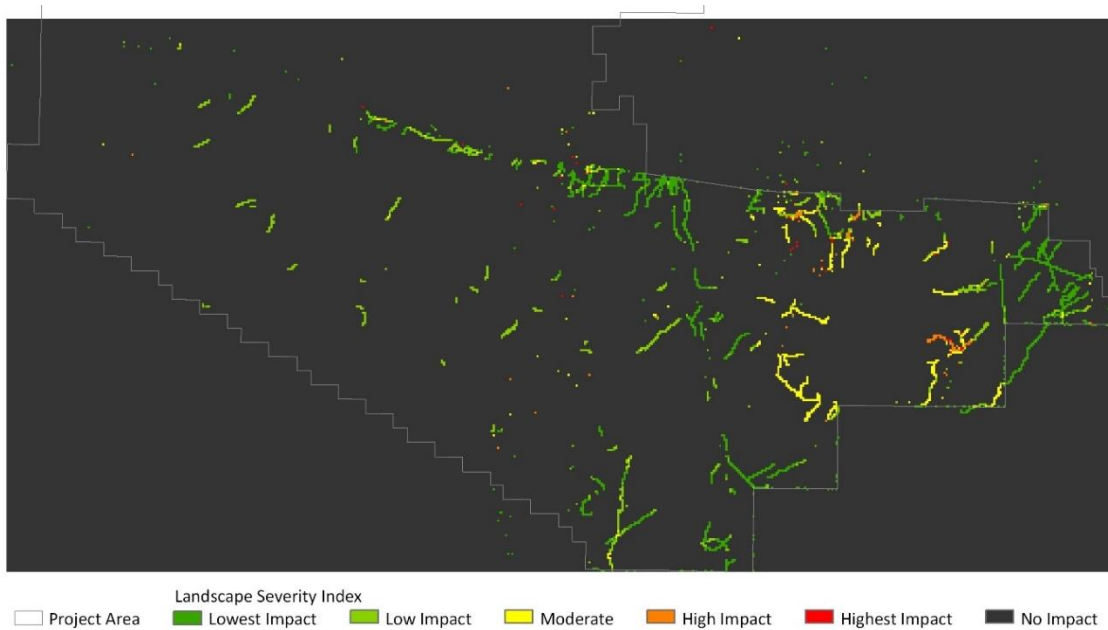 Landscape Severity Index
Project Area Lowest Impact Low Impact Moderate High Impact Highest Impact No Impact